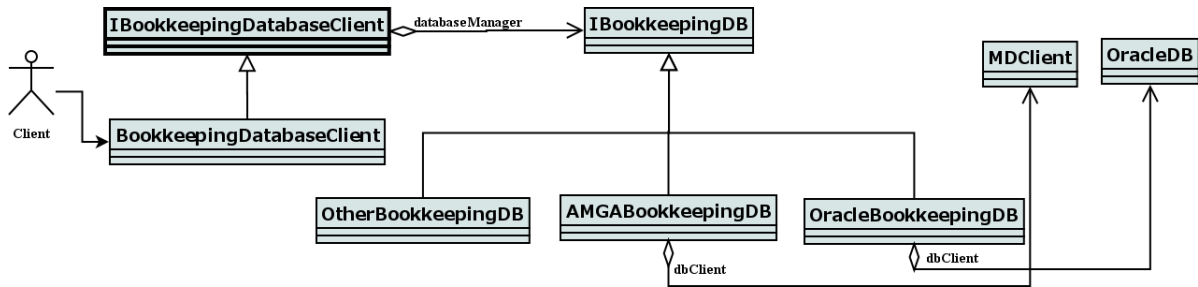 IBookkeepingDatabaseClient
databaseManager
IBookkeepingDB
MDClient
OracleDB
Client
BookkeepingDatabaseClient
OtherBookkeepingDB
AMGABookkeepingDB
OracleBookkeepingDB
dbClient
dbClient